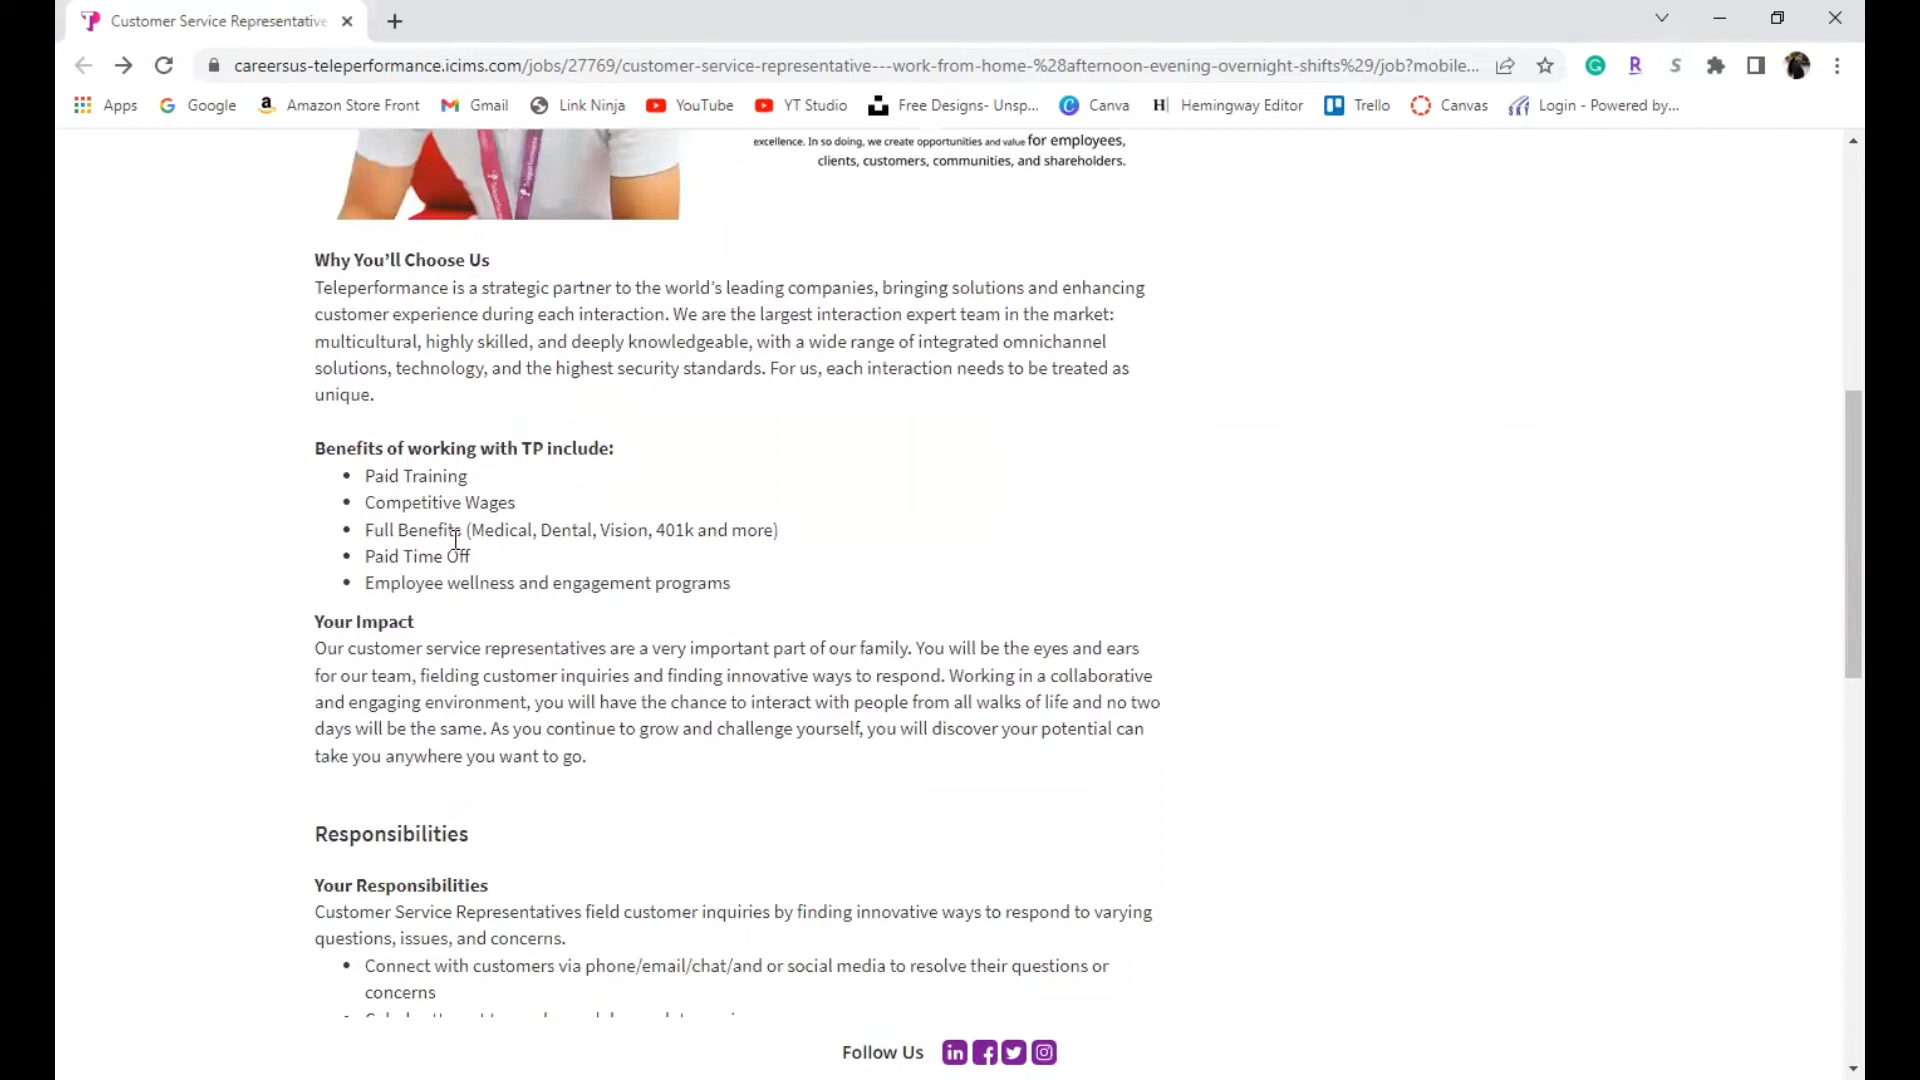 Customer Service Representative
careersus-teleperformance.icims.com/jobs/27769/customer-service-representative---work-from-home-%28afternoon-evening-overnight-shifts%29/job?mobile...
Apps Google Amazon Store Front Gmail Link Ninja YouTube YT Studio Free Designs- Unsp... Canva Hemingway Editor Trello Canvas Login - Powered by...
excellence. In so doing, we create opportunities and value for employees,
clients, customers, communities, and shareholders.
Why You’ll Choose Us
Teleperformance is a strategic partner to the world’s leading companies, bringing solutions and enhancing
customer experience during each interaction. We are the largest interaction expert team in the market:
multicultural, highly skilled, and deeply knowledgeable, with a wide range of integrated omnichannel
solutions, technology, and the highest security standards. For us, each interaction needs to be treated as
unique.
Benefits of working with TP include:
• Paid Training
• Competitive Wages
• Full Benefits (Medical, Dental, Vision, 401k and more)
• Paid Time Off
• Employee wellness and engagement programs
Your Impact
Our customer service representatives are a very important part of our family. You will be the eyes and ears
for our team, fielding customer inquiries and finding innovative ways to respond. Working in a collaborative
and engaging environment, you will have the chance to interact with people from all walks of life and no two
days will be the same. As you continue to grow and challenge yourself, you will discover your potential can
take you anywhere you want to go.
Responsibilities
Your Responsibilities
Customer Service Representatives field customer inquiries by finding innovative ways to respond to varying
questions, issues, and concerns.
• Connect with customers via phone/email/chat/and or social media to resolve their questions or
concerns
Follow Us